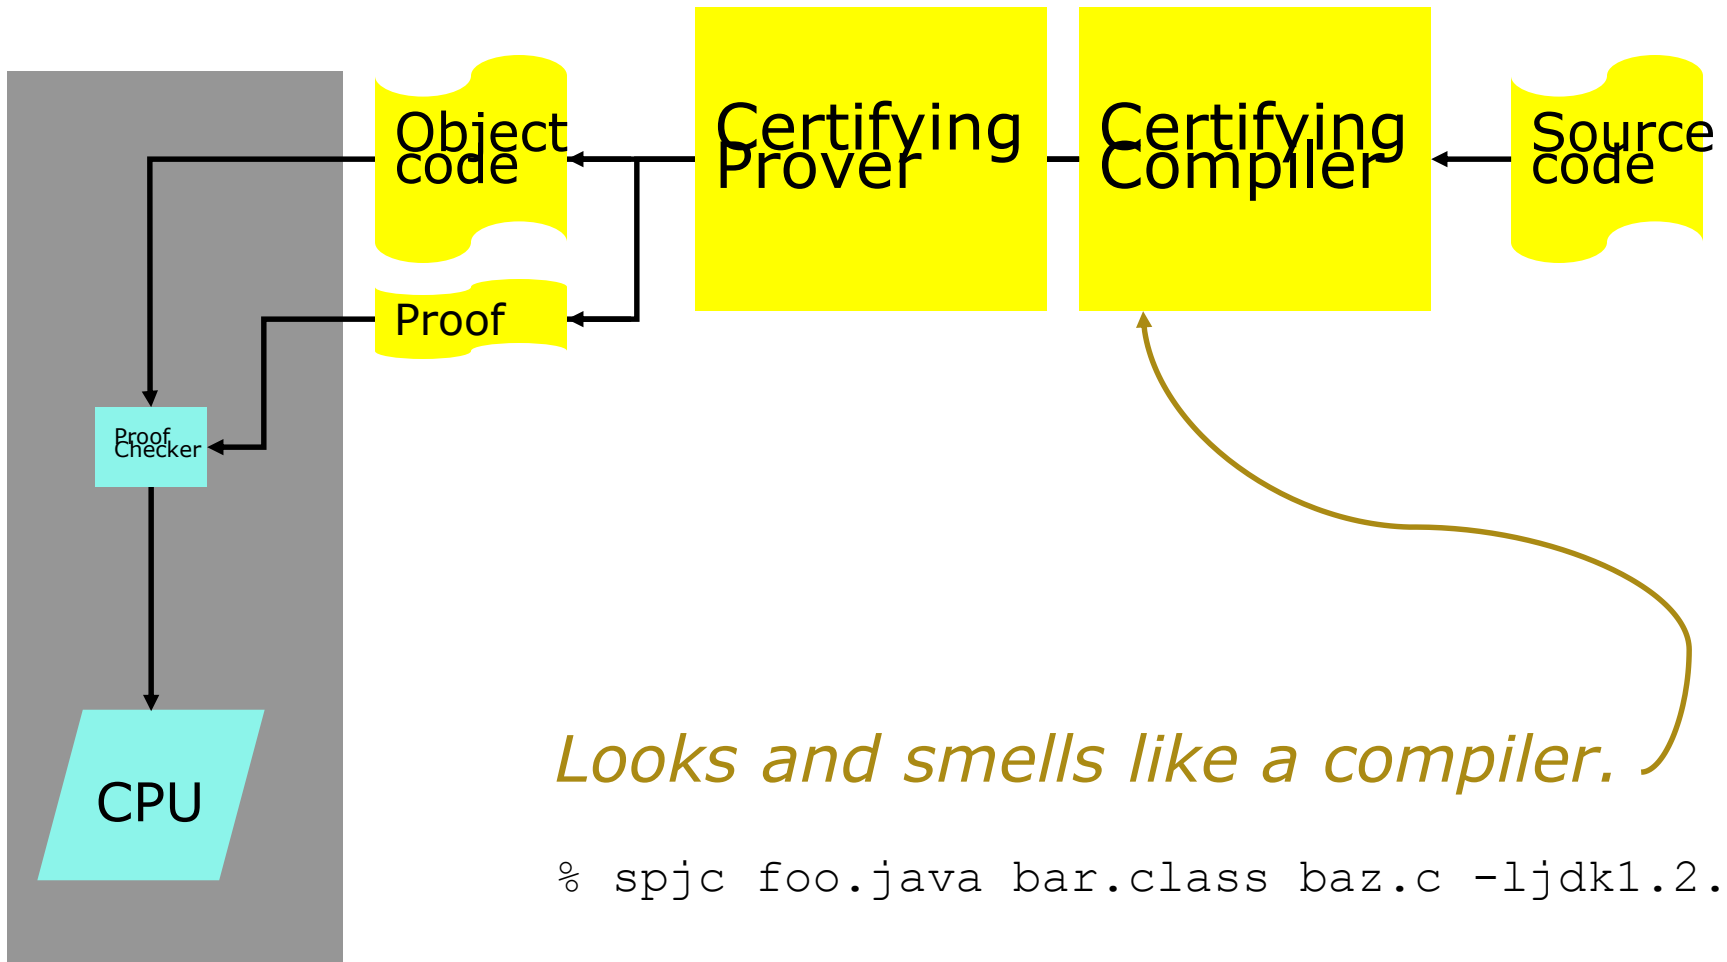 Object
code
Certifying
Prover
Certifying
Compiler
Source
code
Proof
Proof
Checker
CPU
Looks and smells like a compiler.
% spjc foo.java bar.class baz.c -ljdk1.2.